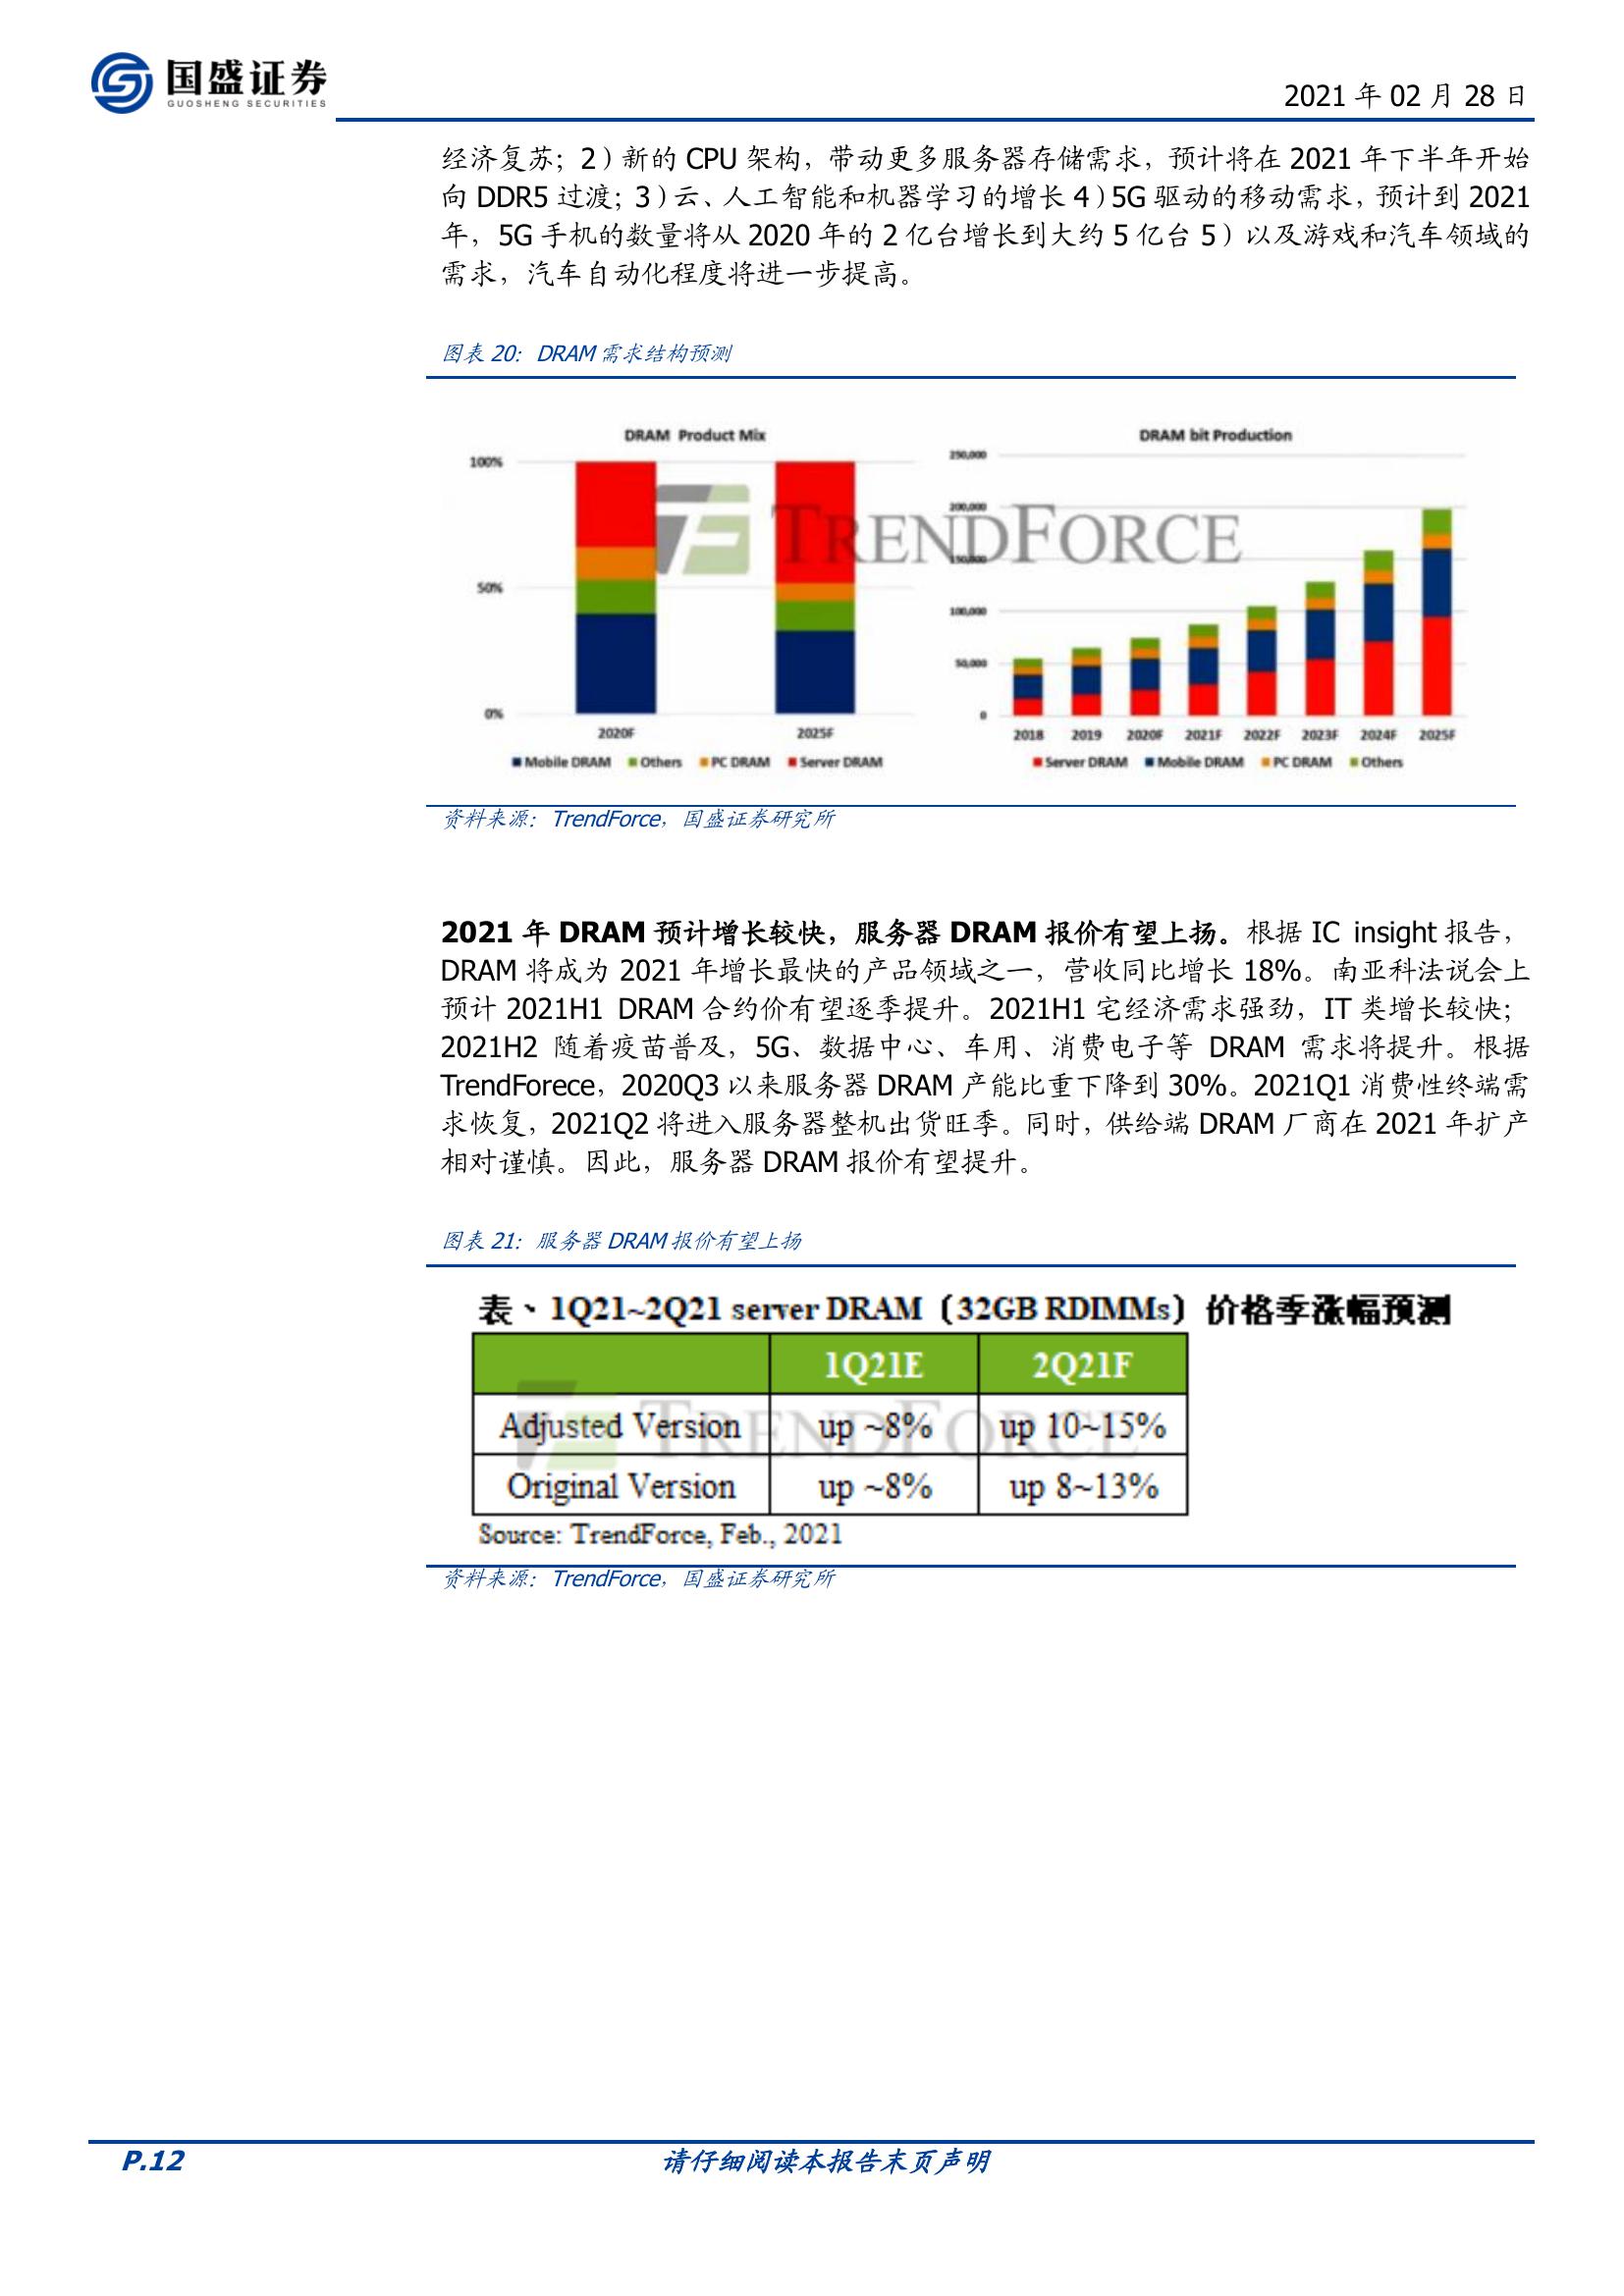 国盛证券
GUOSHENG SECURITIES
2021 年 02 月 28 日
经济复苏；2）新的 CPU 架构，带动更多服务器存储需求，预计将在 2021 年下半年开始
向 DDR5 过渡；3）云、人工智能和机器学习的增长 4）5G 驱动的移动需求，预计到 2021
年，5G 手机的数量将从 2020 年的 2 亿台增长到大约 5 亿台 5）以及游戏和汽车领域的
需求，汽车自动化程度将进一步提高。
图表 20：DRAM 需求结构预测
DRAM Product Mix
100%
50%
0%
2020F 2025F
Mobile DRAM Others PC DRAM Server DRAM
TRENDFORCE
DRAM bit Production
250,000
200,000
150,000
100,000
50,000
0
2018 2019 2020F 2021F 2022F 2023F 2024F 2025F
Server DRAM Mobile DRAM PC DRAM Others
资料来源：TrendForce，国盛证券研究所
2021 年 DRAM 预计增长较快，服务器 DRAM 报价有望上扬。根据 IC insight 报告，
DRAM 将成为 2021 年增长最快的产品领域之一，营收同比增长 18%。南亚科法说会上
预计 2021H1 DRAM 合约价有望逐季提升。2021H1 宅经济需求强劲，IT 类增长较快；
2021H2 随着疫苗普及，5G、数据中心、车用、消费电子等 DRAM 需求将提升。根据
TrendForece，2020Q3 以来服务器 DRAM 产能比重下降到 30%。2021Q1 消费性终端需
求恢复，2021Q2 将进入服务器整机出货旺季。同时，供给端 DRAM 厂商在 2021 年扩产
相对谨慎。因此，服务器 DRAM 报价有望提升。
图表 21：服务器 DRAM 报价有望上扬
表、1Q21~2Q21 server DRAM（32GB RDIMMs）价格季涨幅预测
1Q21E 2Q21F
Adjusted Version up ~8% up 10~15%
Original Version up ~8% up 8~13%
TRENDFORCE
Source: TrendForce, Feb., 2021
资料来源：TrendForce，国盛证券研究所
P.12 请仔细阅读本报告末页声明